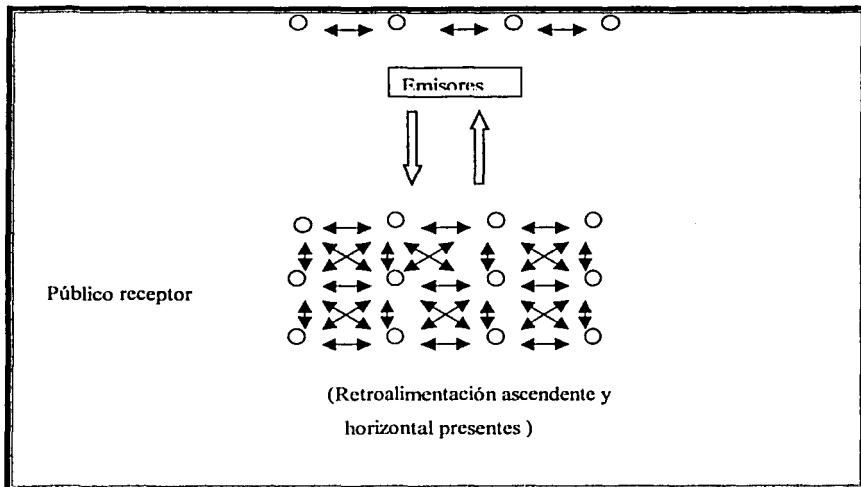 Emisores
Público receptor
(Retroalimentación ascendente y
horizontal presentes )